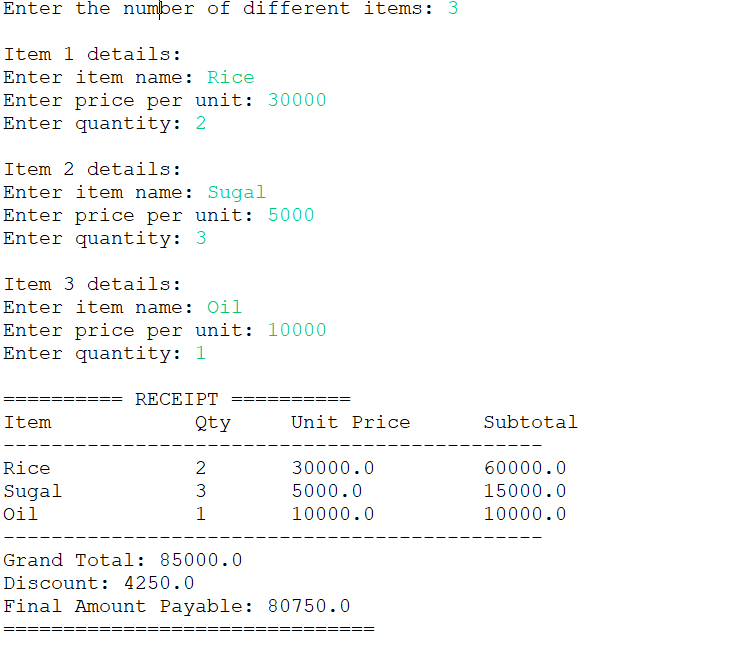 Enter the number of different items: 3
Item 1 details:
Enter item name: Rice
Enter price per unit: 30000
Enter quantity: 2
Item 2 details:
Enter item name: Sugal
Enter price per unit: 5000
Enter quantity: 3
Item 3 details:
Enter item name: Oil
Enter price per unit: 10000
Enter quantity: 1
========== RECEIPT ==========
Item Qty Unit Price Subtotal
---------------------------------------------
Rice 2 30000.0 60000.0
Sugal 3 5000.0 15000.0
Oil 1 10000.0 10000.0
---------------------------------------------
Grand Total: 85000.0
Discount: 4250.0
Final Amount Payable: 80750.0
===============================